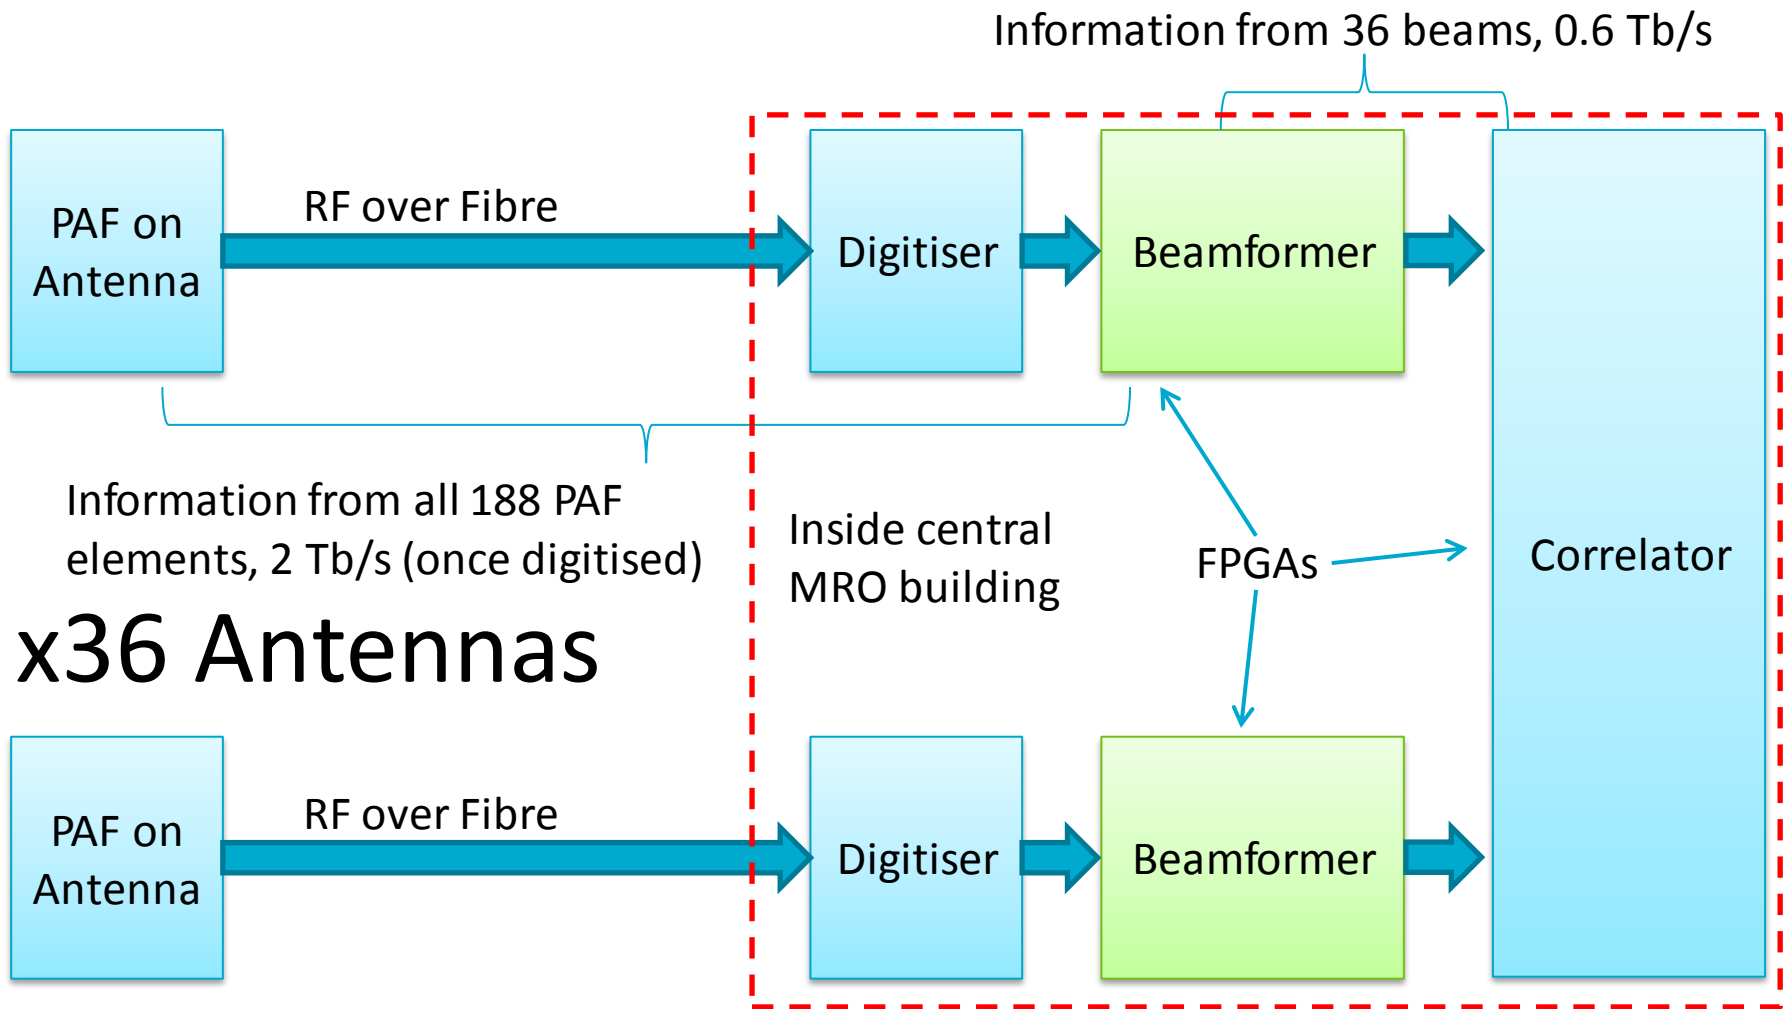 Information from 36 beams, 0.6 Tb/s
PAF on
Antenna
RF over Fibre
Digitiser
Beamformer
Information from all 188 PAF
elements, 2 Tb/s (once digitised)
Inside central
MRO building
FPGAs
Correlator
x36 Antennas
PAF on
Antenna
RF over Fibre
Digitiser
Beamformer